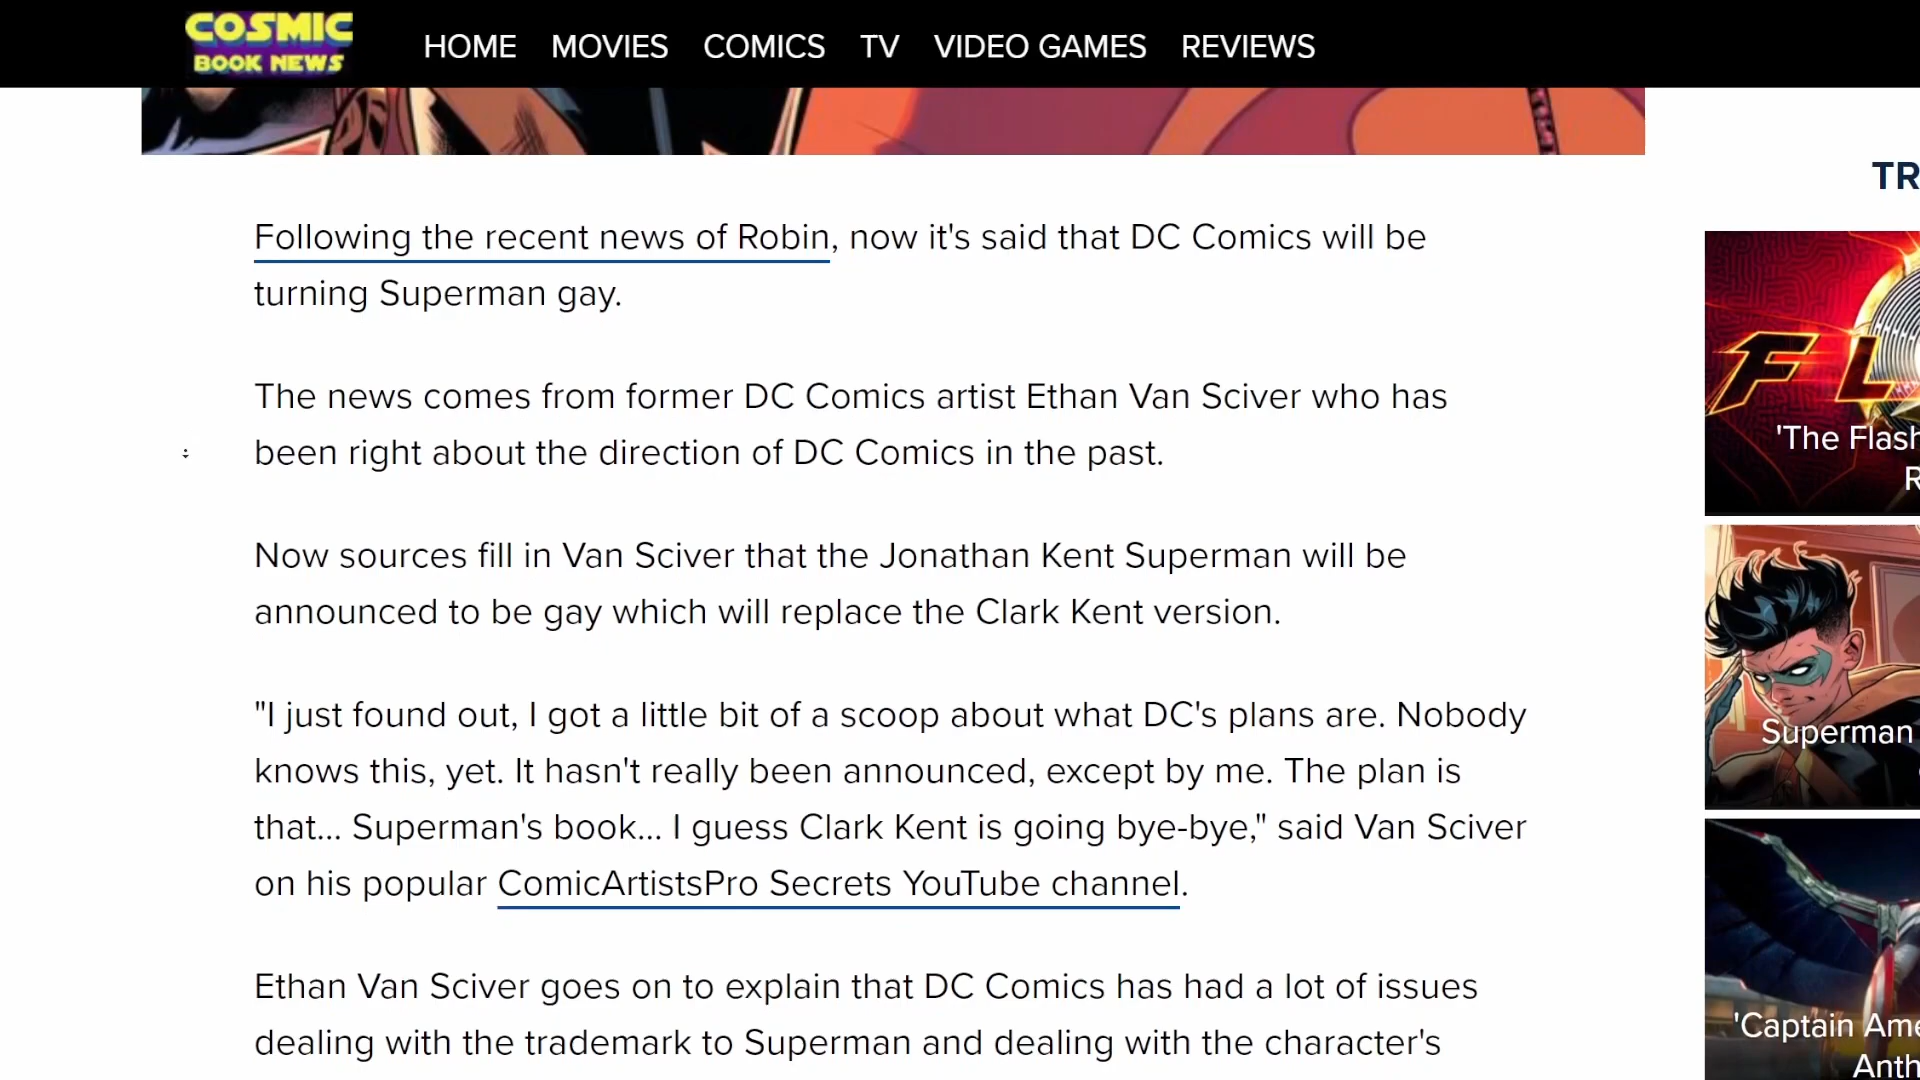 COSMIC
BOOK NEWS
HOME MOVIES COMICS TV VIDEO GAMES REVIEWS
TR
Following the recent news of Robin, now it's said that DC Comics will be
turning Superman gay.
The news comes from former DC Comics artist Ethan Van Sciver who has
been right about the direction of DC Comics in the past.
Now sources fill in Van Sciver that the Jonathan Kent Superman will be
announced to be gay which will replace the Clark Kent version.
"I just found out, I got a little bit of a scoop about what DC's plans are. Nobody
knows this, yet. It hasn't really been announced, except by me. The plan is
that... Superman's book... I guess Clark Kent is going bye-bye," said Van Sciver
on his popular ComicArtistsPro Secrets YouTube channel.
Ethan Van Sciver goes on to explain that DC Comics has had a lot of issues
dealing with the trademark to Superman and dealing with the character's
FL
'The Flash
R
Superman
'Captain Ame
Anth